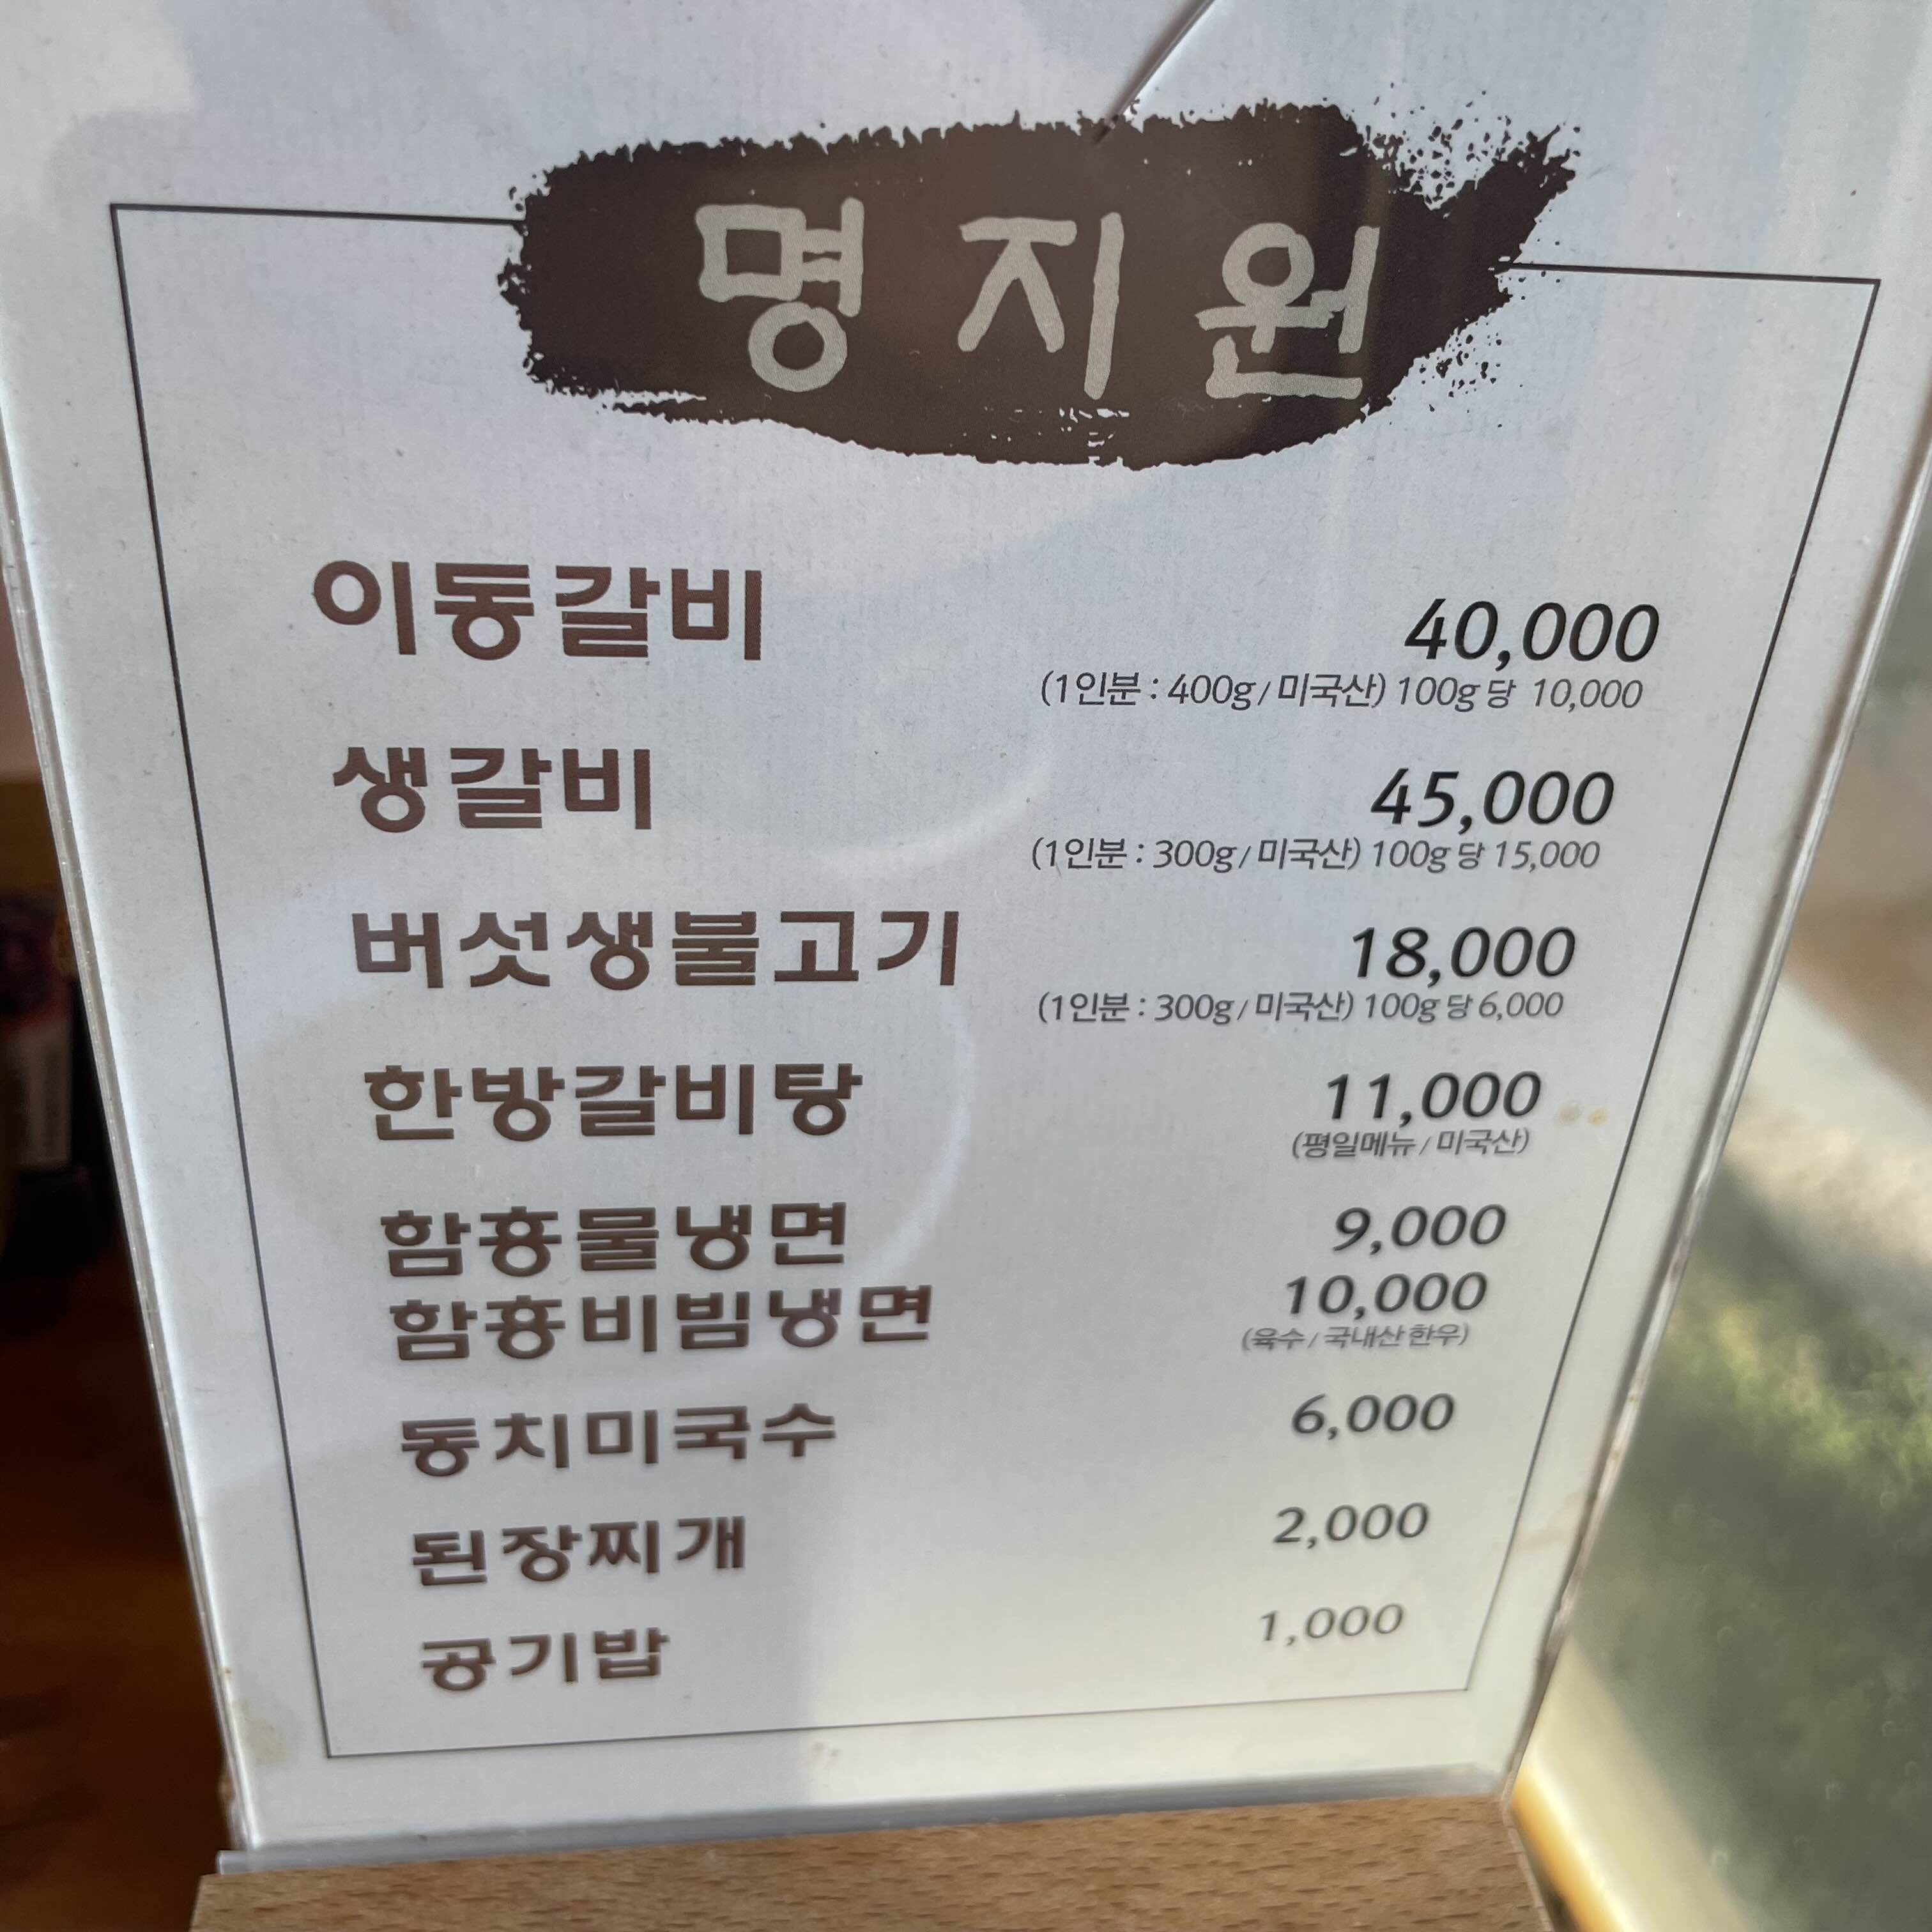 명지원
이동갈비 40,000
(1인분 : 400g / 미국산) 100g 당 10,000
생갈비 45,000
(1인분 : 300g / 미국산) 100g 당 15,000
버섯생불고기 18,000
(1인분 : 300g / 미국산) 100g 당 6,000
한방갈비탕 11,000
(평일메뉴 / 미국산)
함흥물냉면 9,000
함흥비빔냉면 10,000
(육수 / 국내산 한우)
동치미국수 6,000
된장찌개 2,000
공기밥 1,000